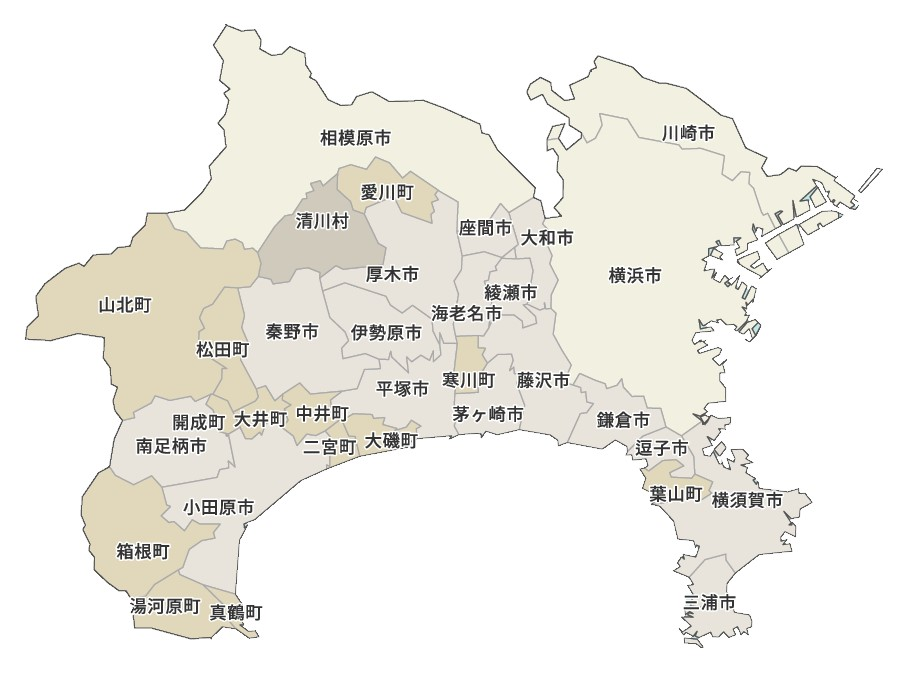 川崎市
相模原市
愛川町
清川村
座間市
大和市
厚木市
横浜市
綾瀬市
山北町
海老名市
秦野市
伊勢原市
松田町
寒川町
藤沢市
平塚市
中井町
茅ヶ崎市
大井町
開成町
鎌倉市
大磯町
二宮町
南足柄市
逗子市
葉山町
横須賀市
小田原市
箱根町
三浦市
湯河原町
真鶴町